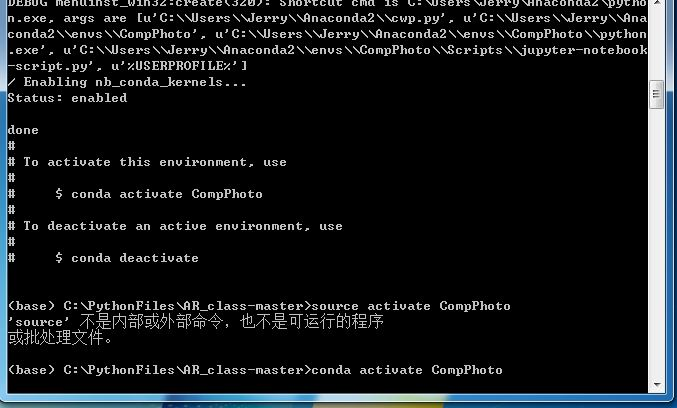 DEBUG menuinst_win32:create(320): Shortcut cmd is C:\Users\Jerry\Anaconda2\pytho
n.exe, args are [u'C:\\Users\\Jerry\\Anaconda2\\cwp.py', u'C:\\Users\\Jerry\\Ana
conda2\\envs\\CompPhoto', u'C:\\Users\\Jerry\\Anaconda2\\envs\\CompPhoto\\python
.exe', u'C:\\Users\\Jerry\\Anaconda2\\envs\\CompPhoto\\Scripts\\jupyter-notebook
-script.py', u'%USERPROFILE%']
/ Enabling nb_conda_kernels...
Status: enabled
done
#
# To activate this environment, use
#
#     $ conda activate CompPhoto
#
# To deactivate an active environment, use
#
#     $ conda deactivate
(base) C:\PythonFiles\AR_class-master>source activate CompPhoto
'source' 不是内部或外部命令，也不是可运行的程序
或批处理文件。
(base) C:\PythonFiles\AR_class-master>conda activate CompPhoto